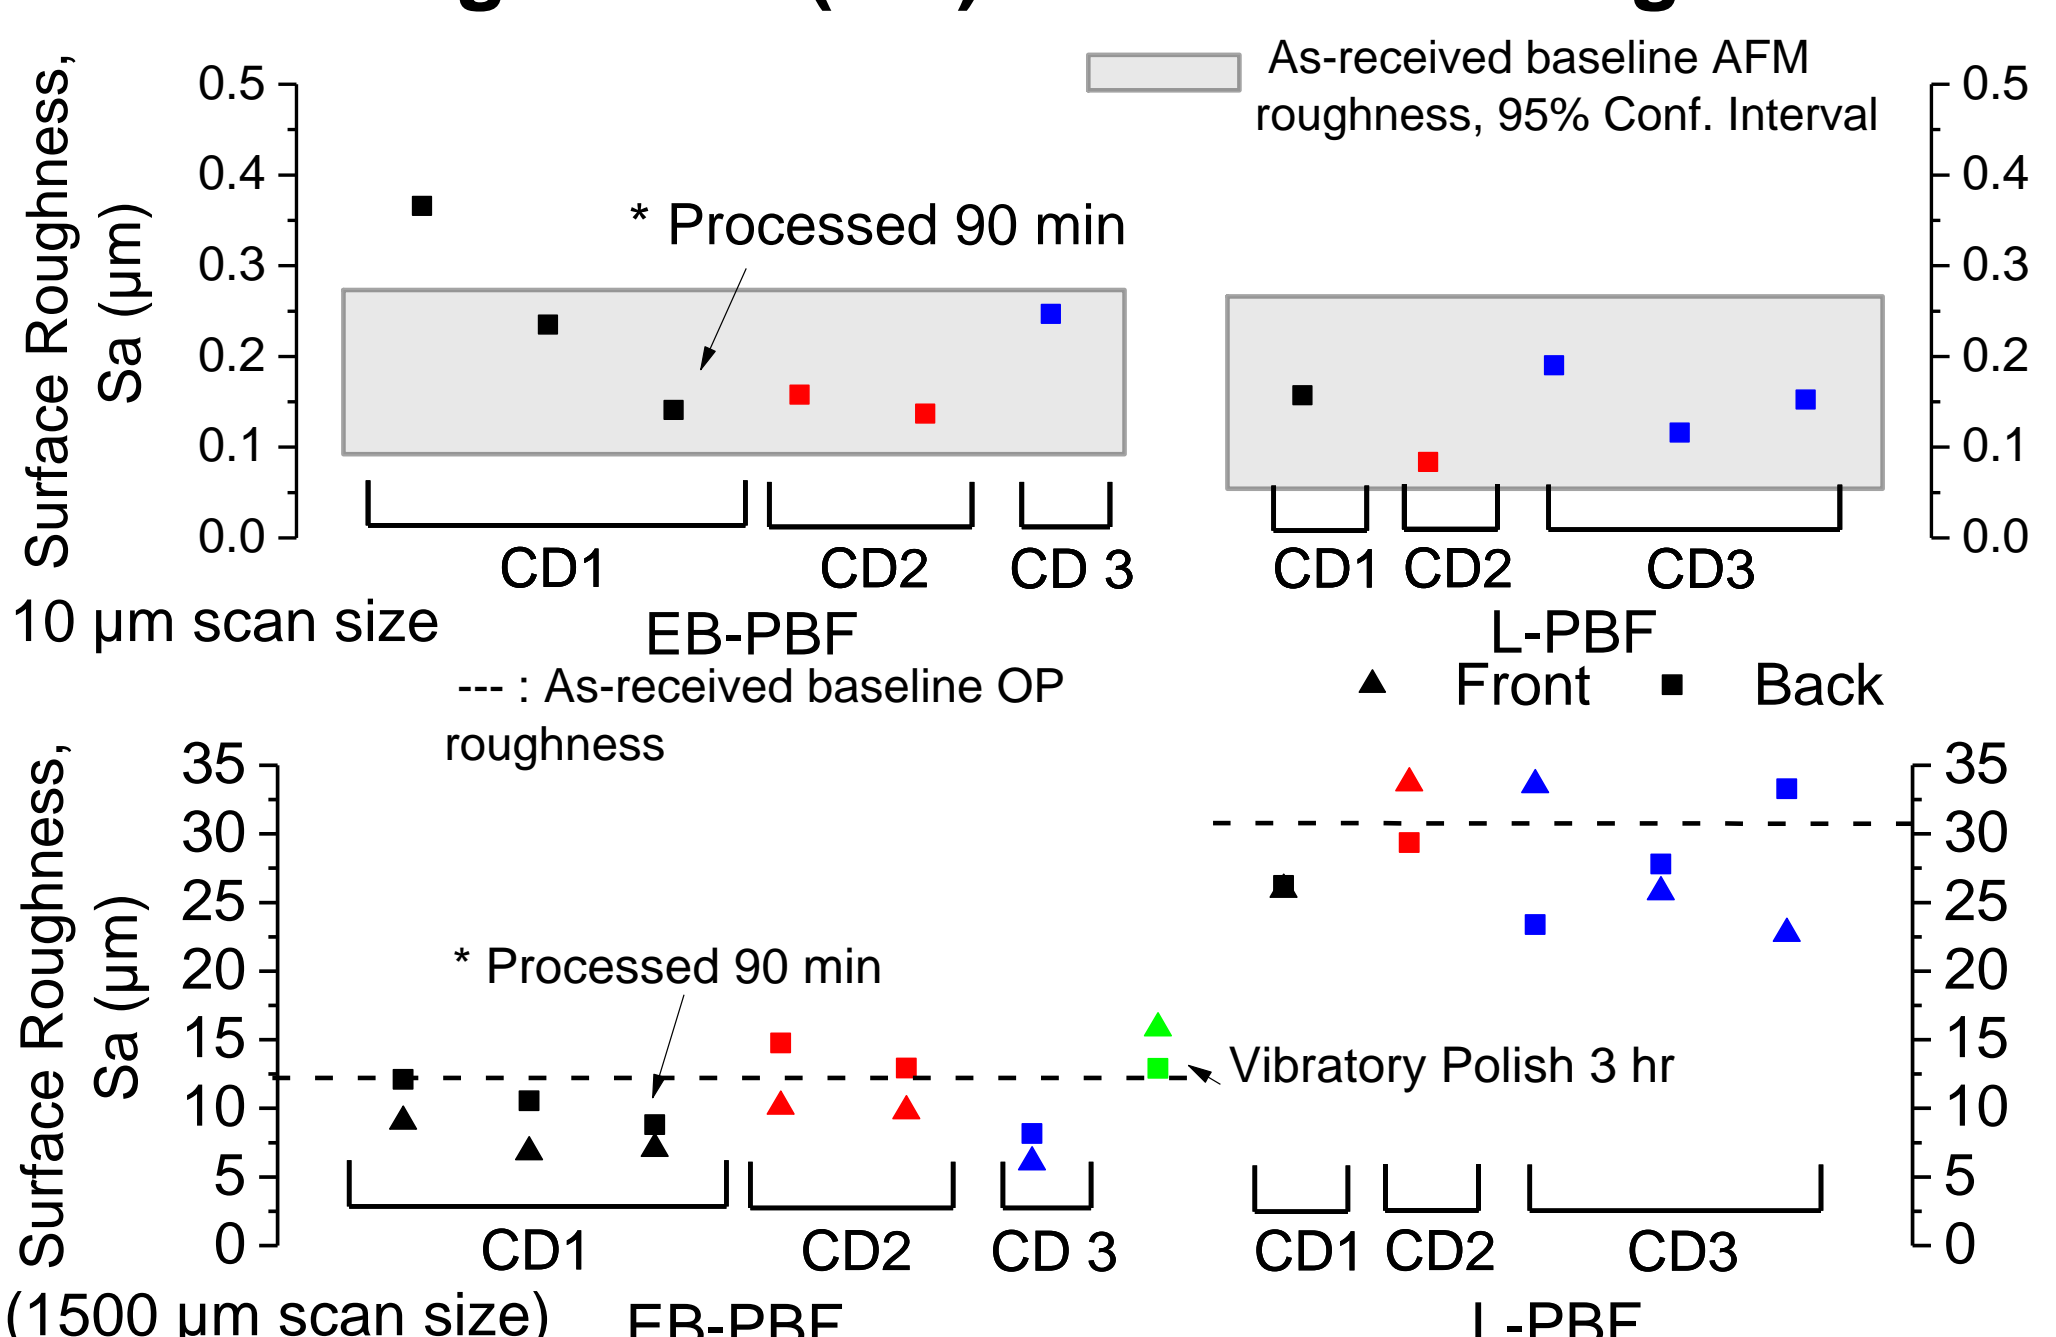 As-received baseline AFM
roughness, 95% Conf. Interval
Surface Roughness,
Sa (µm)
0.5
0.4
0.3
0.2
0.1
0.0
* Processed 90 min
0.5
0.4
0.3
0.2
0.1
0.0
CD1
CD2
CD 3
CD1
CD2
CD3
10 µm scan size
EB-PBF
L-PBF
--- : As-received baseline OP
roughness
Front
Back
Surface Roughness,
Sa (µm)
35
30
25
20
15
10
5
0
* Processed 90 min
Vibratory Polish 3 hr
35
30
25
20
15
10
5
0
CD1
CD2
CD 3
CD1
CD2
CD3
(1500 µm scan size)
EB-PBF
L-PBF